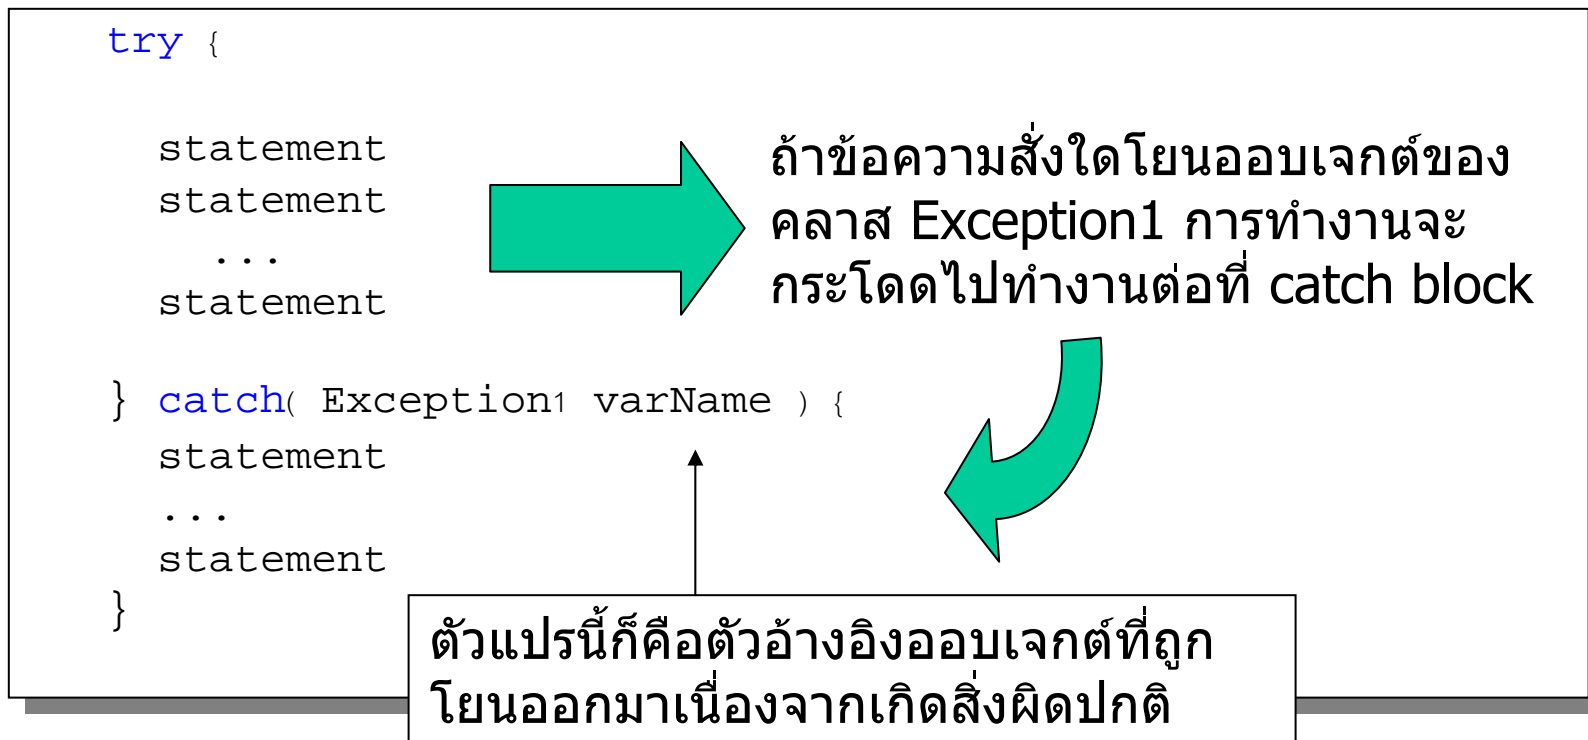 try {
statement
statement
...
statement
} catch( Exception1 varName ) {
statement
...
statement
}
ถ้าข้อความสั่งใดโยนออบเจกต์ของ
คลาส Exception1 การทำงานจะ
กระโดดไปทำงานต่อที่ catch block
ตัวแปรนี้ก็คือตัวอ้างอิงออบเจกต์ที่ถูก
โยนออกมาเนื่องจากเกิดสิ่งผิดปกติ